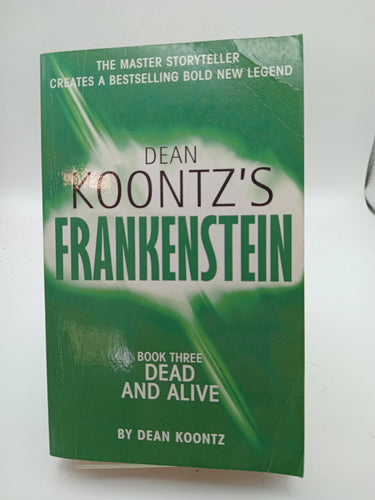 THE MASTER STORYTELLER
CREATES A BESTSELLING BOLD NEW LEGEND
DEAN
KOONTZ'S
FRANKENSTEIN
BOOK THREE
DEAD
AND ALIVE
BY DEAN KOONTZ